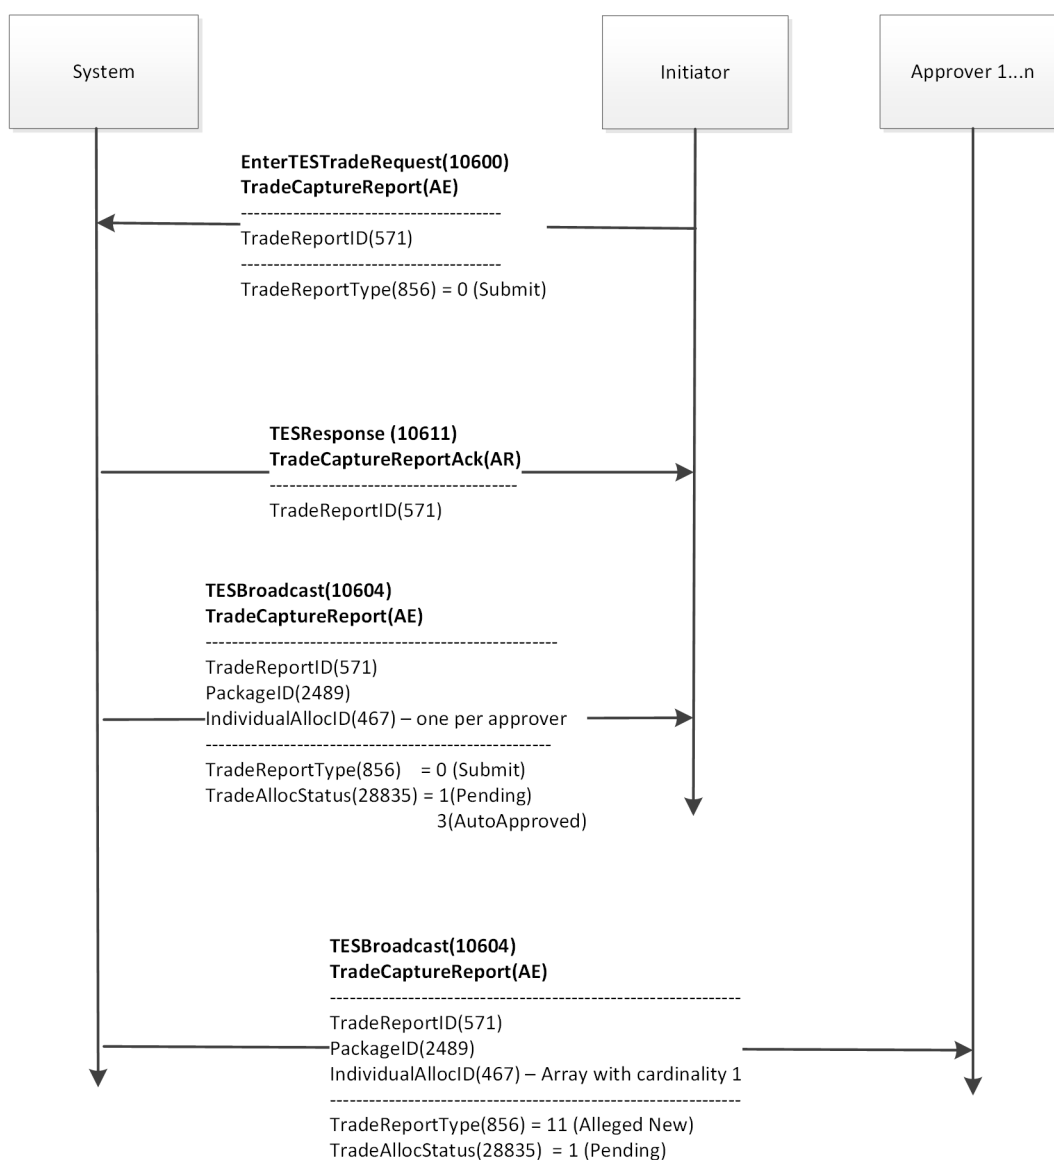 System
Initiator
Approver 1...n
EnterTESTradeRequest(10600)
TradeCaptureReport(AE)
----------------------------------------
TradeReportID(571)
----------------------------------------
TradeReportType(856) = 0 (Submit)
TESResponse (10611)
TradeCaptureReportAck(AR)
--------------------------------------
TradeReportID(571)
TESBroadcast(10604)
TradeCaptureReport(AE)
------------------------------------------------------
TradeReportID(571)
PackageID(2489)
IndividualAllocID(467) – one per approver
-----------------------------------------------------
TradeReportType(856) = 0 (Submit)
TradeAllocStatus(28835) = 1(Pending)
3(AutoApproved)
TESBroadcast(10604)
TradeCaptureReport(AE)
---------------------------------------------------------------
TradeReportID(571)
PackageID(2489)
IndividualAllocID(467) – Array with cardinality 1
---------------------------------------------------------------
TradeReportType(856) = 11 (Alleged New)
TradeAllocStatus(28835) = 1 (Pending)